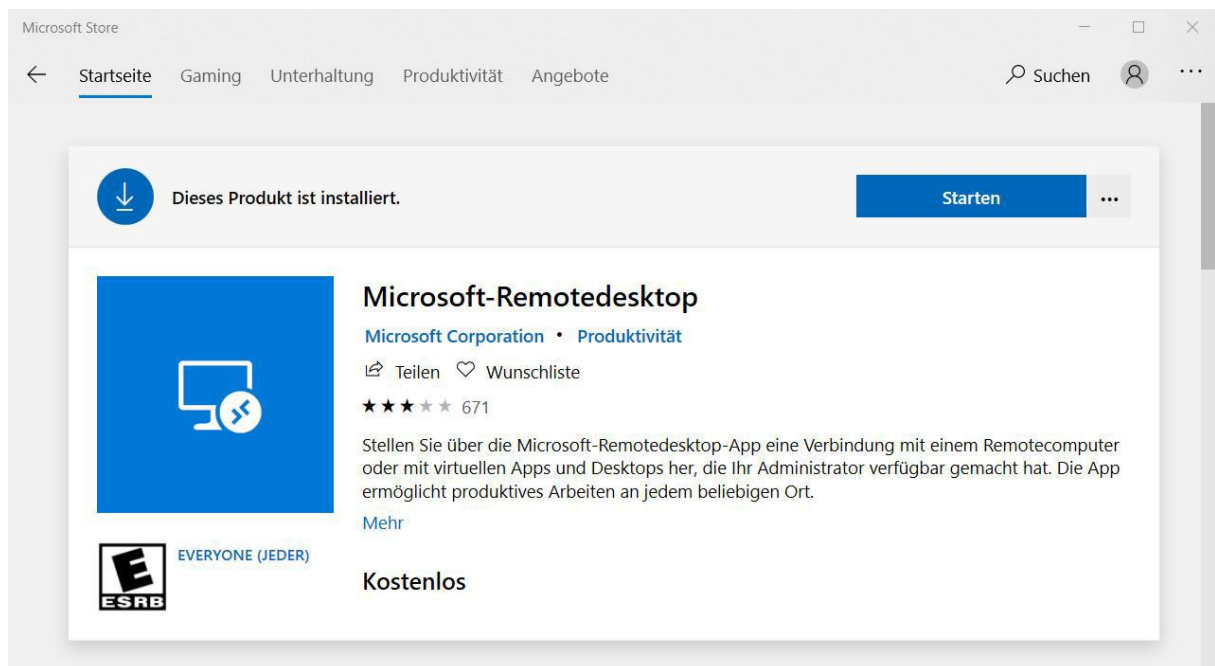 Microsoft Store
Startseite Gaming Unterhaltung Produktivität Angebote Suchen
Dieses Produkt ist installiert. Starten
Microsoft-Remotedesktop
Microsoft Corporation • Produktivität
Teilen Wunschliste
671
Stellen Sie über die Microsoft-Remotedesktop-App eine Verbindung mit einem Remotecomputer
oder mit virtuellen Apps und Desktops her, die Ihr Administrator verfügbar gemacht hat. Die App
ermöglicht produktives Arbeiten an jedem beliebigen Ort.
Mehr
E EVERYONE (JEDER)
ESRB
Kostenlos